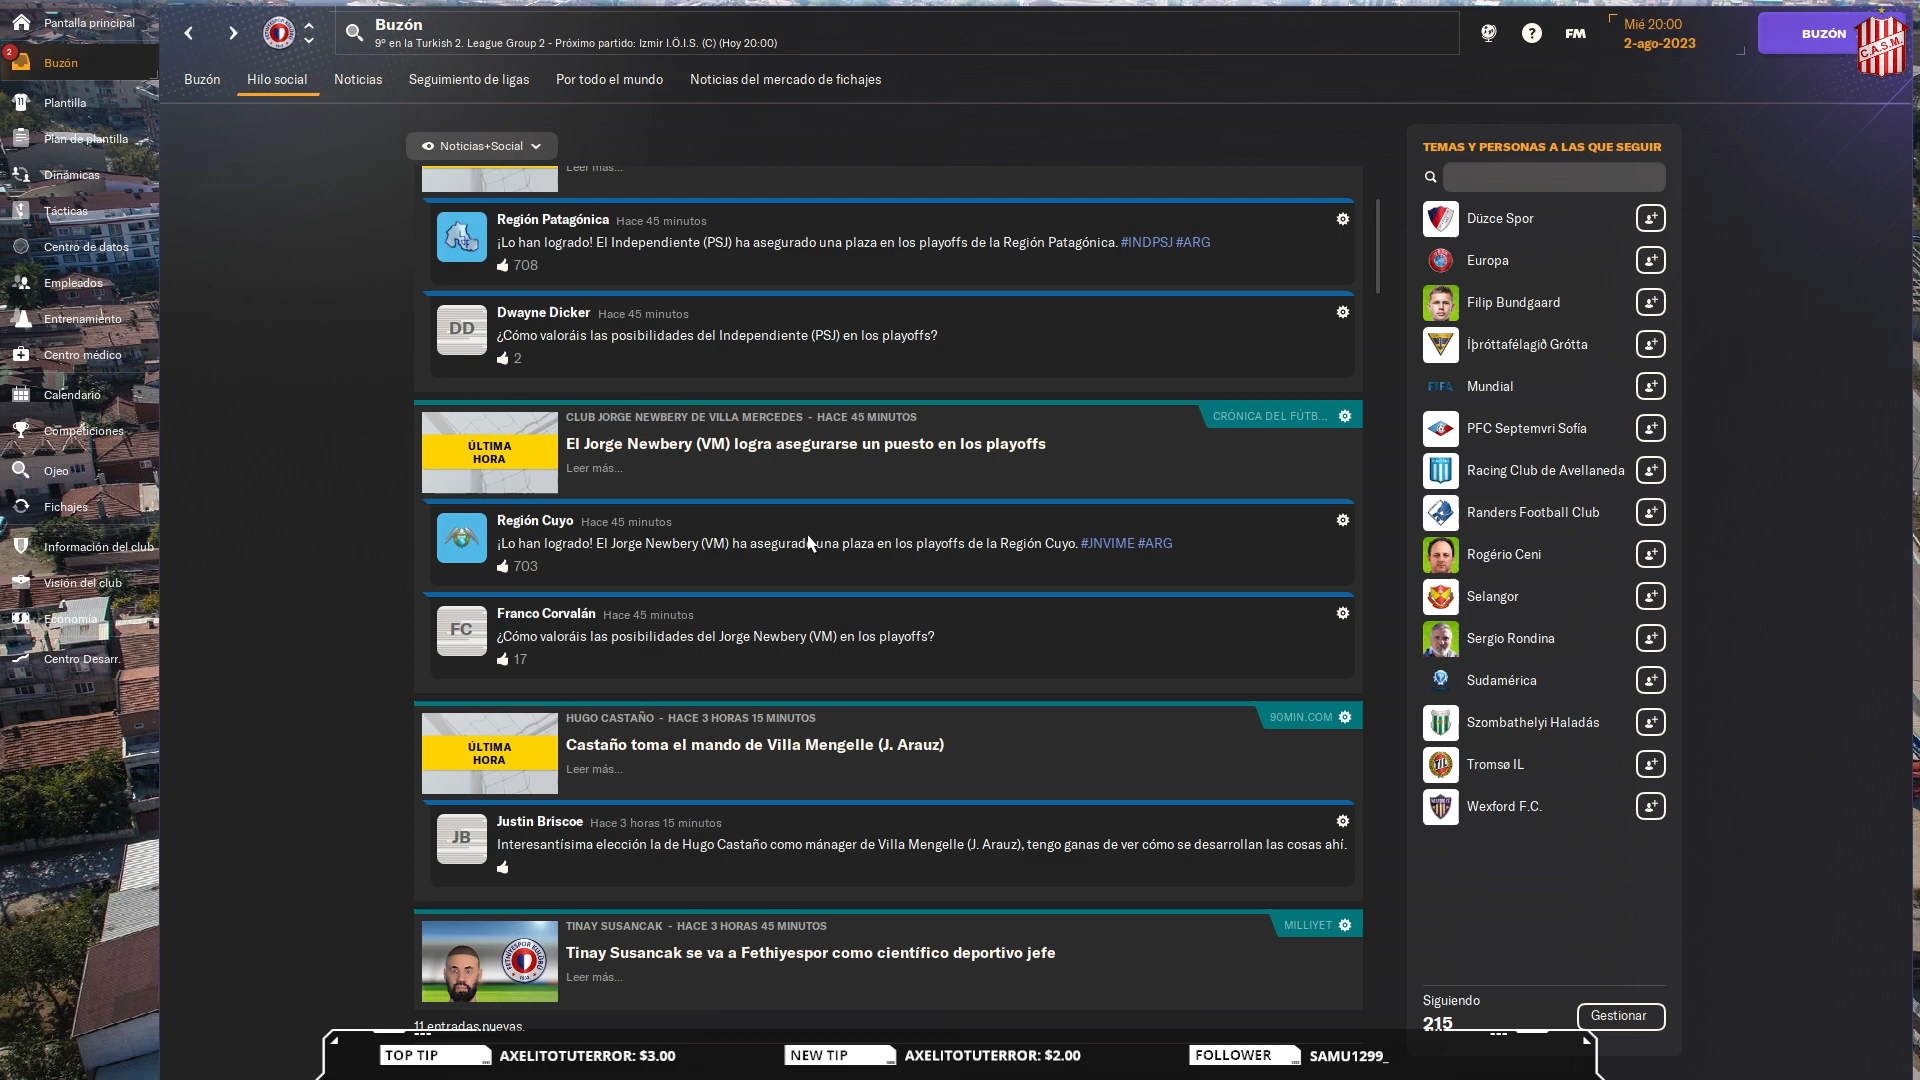 Pantalla principal
2
Buzón
Plantilla
Plan de plantilla
Dinámicas
Tácticas
Centro de datos
Empleados
Entrenamiento
Centro médico
Calendario
Competiciones
Ojeo
Fichajes
Información del club
Visión del club
Economía
Centro Desarr.
Buzón
9º en la Turkish 2. League Group 2 - Próximo partido: Izmir I.Ö.I.S. (C) (Hoy 20:00)
FM
Mié 20:00
2-ago-2023
BUZÓN
C.A.S.M.
Buzón
Hilo social
Noticias
Seguimiento de ligas
Por todo el mundo
Noticias del mercado de fichajes
Noticias+Social
Leer más...
Región Patagónica Hace 45 minutos
¡Lo han logrado! El Independiente (PSJ) ha asegurado una plaza en los playoffs de la Región Patagónica. #INDPSJ #ARG
708
DD
Dwayne Dicker Hace 45 minutos
¿Cómo valoráis las posibilidades del Independiente (PSJ) en los playoffs?
2
CLUB JORGE NEWBERY DE VILLA MERCEDES - HACE 45 MINUTOS
CRÓNICA DEL FÚTB...
ÚLTIMA HORA
El Jorge Newbery (VM) logra asegurarse un puesto en los playoffs
Leer más...
Región Cuyo Hace 45 minutos
¡Lo han logrado! El Jorge Newbery (VM) ha asegurado una plaza en los playoffs de la Región Cuyo. #JNVIME #ARG
703
FC
Franco Corvalán Hace 45 minutos
¿Cómo valoráis las posibilidades del Jorge Newbery (VM) en los playoffs?
17
HUGO CASTAÑO - HACE 3 HORAS 15 MINUTOS
90MIN.COM
ÚLTIMA HORA
Castaño toma el mando de Villa Mengelle (J. Arauz)
Leer más...
JB
Justin Briscoe Hace 3 horas 15 minutos
Interesantísima elección la de Hugo Castaño como mánager de Villa Mengelle (J. Arauz), tengo ganas de ver cómo se desarrollan las cosas ahí.
TINAY SUSANCAK - HACE 3 HORAS 45 MINUTOS
MILLIYET
Tinay Susancak se va a Fethiyespor como científico deportivo jefe
Leer más...
11 entradas nuevas.
TEMAS Y PERSONAS A LAS QUE SEGUIR
Düzce Spor
Europa
Filip Bundgaard
Íþróttafélagið Grótta
FIFA
Mundial
PFC Septemvri Sofía
Racing Club de Avellaneda
Randers Football Club
Rogério Ceni
Selangor
Sergio Rondina
Sudamérica
Szombathelyi Haladás
Tromsø IL
Wexford F.C.
Siguiendo
215
Gestionar
TOP TIP
AXELITOTUTERROR: $3.00
NEW TIP
AXELITOTUTERROR: $2.00
FOLLOWER
SAMU1299_